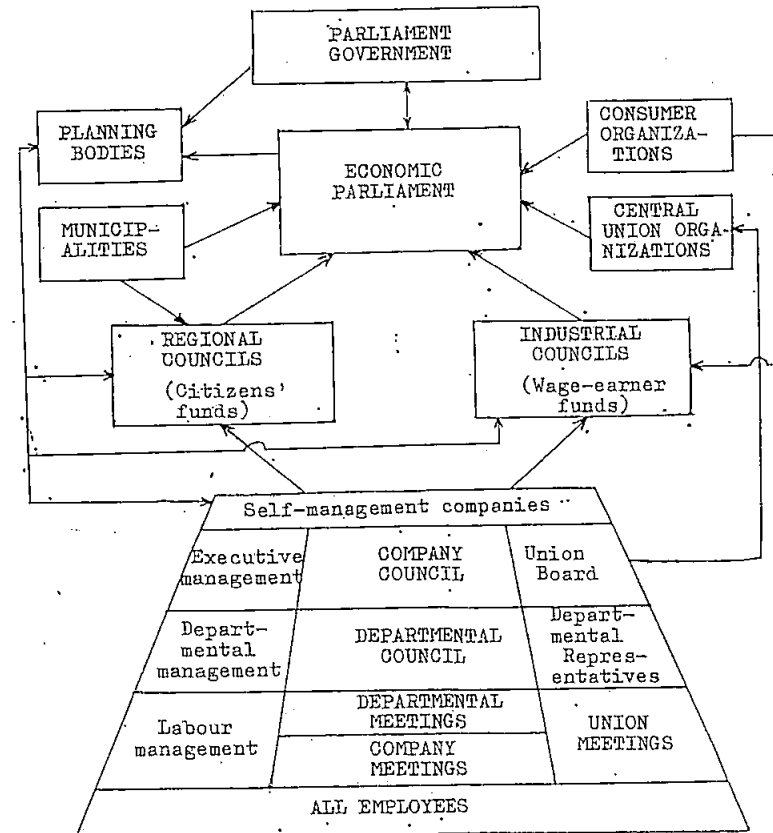 PARLIAMENT
GOVERNMENT
PLANNING
BODIES
CONSUMER
ORGANIZA-
TIONS
ECONOMIC
PARLIAMENT
MUNICIP-
ALITIES
CENTRAL
UNION ORGA-
NIZATIONS
REGIONAL
COUNCILS
(Citizens'
funds)
INDUSTRIAL
COUNCILS
(Wage-earner
funds)
Self-management companies
Executive
management
COMPANY
COUNCIL
Union
Board
Depart-
mental
management
DEPARTMENTAL
COUNCIL
Depart-
mental
Repres-
entatives
Labour
management
DEPARTMENTAL
MEETINGS
COMPANY
MEETINGS
UNION
MEETINGS
ALL EMPLOYEES